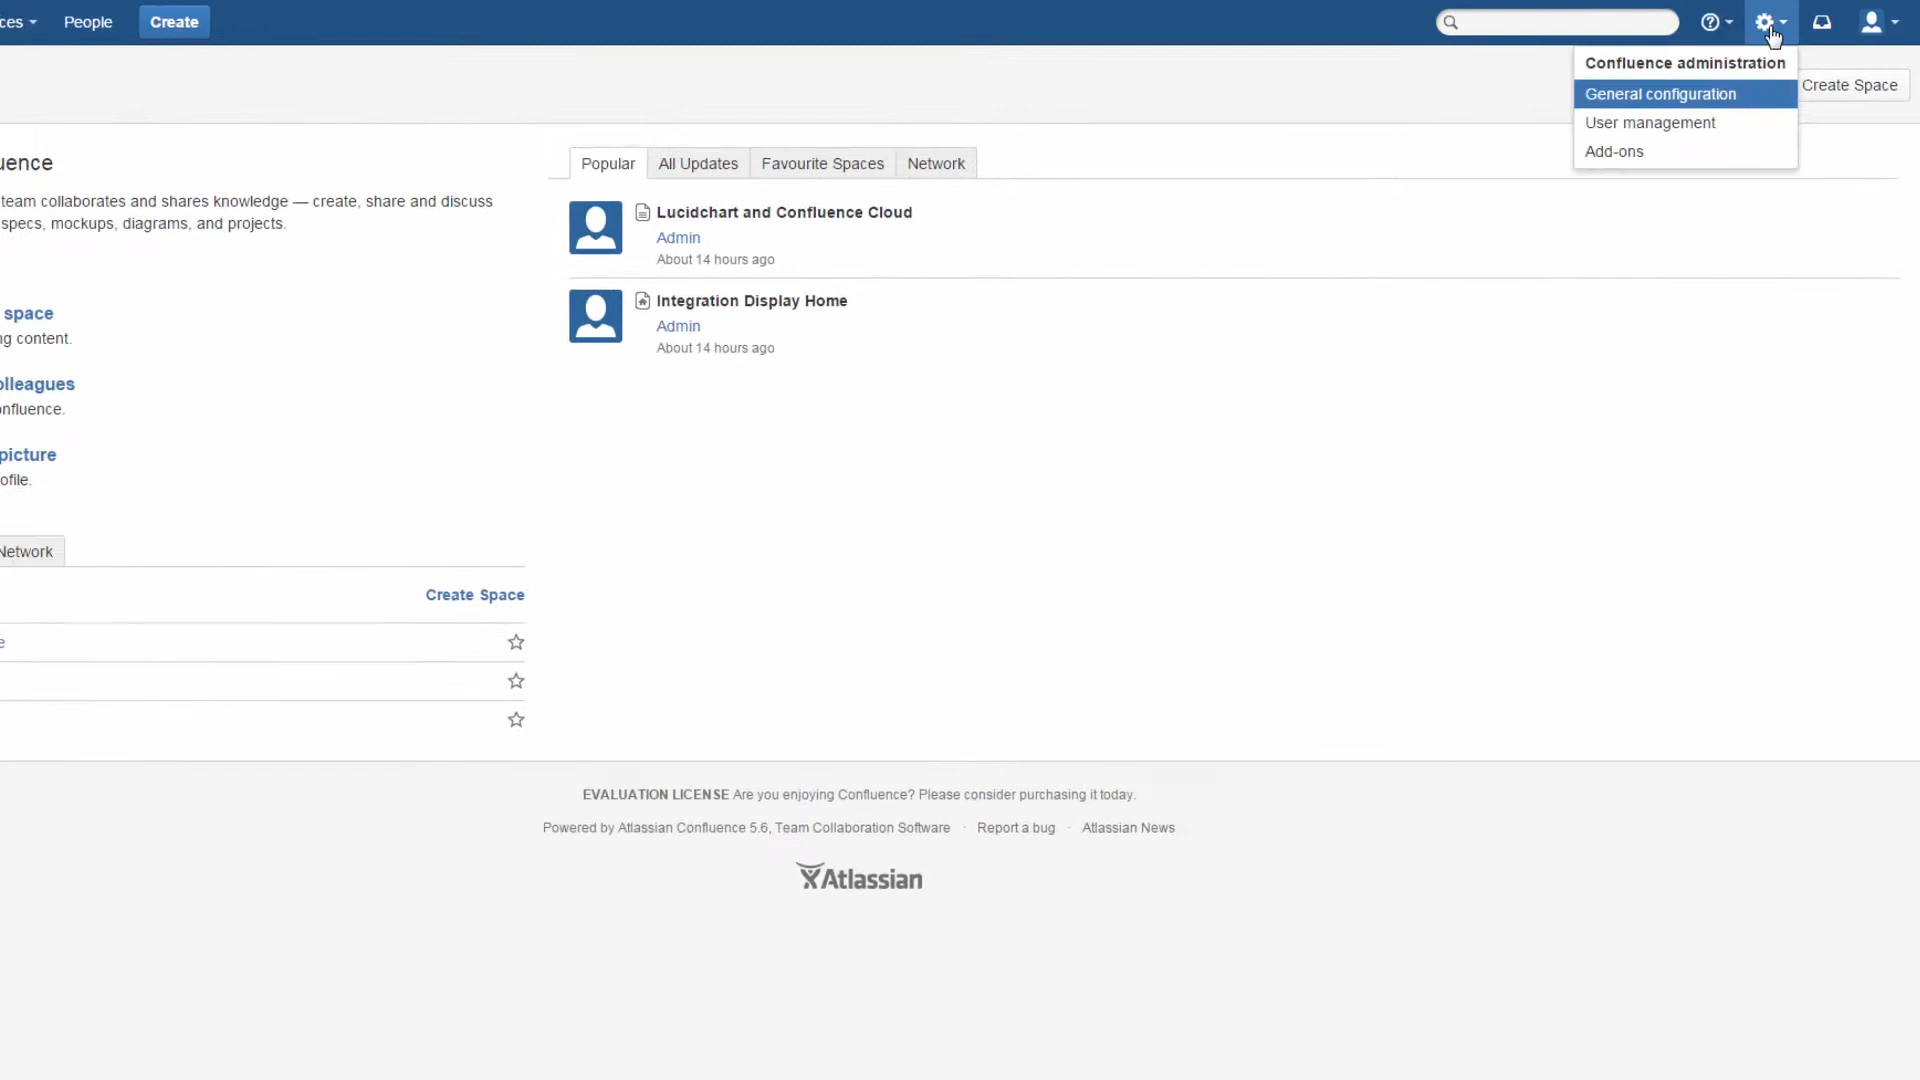 ces People Create
Confluence administration
General configuration
User management
Add-ons
Create Space
uence
team collaborates and shares knowledge — create, share and discuss
specs, mockups, diagrams, and projects.
space
ng content.
olleagues
onfluence.
picture
ofile.
Network
Create Space
e
Popular All Updates Favourite Spaces Network
Lucidchart and Confluence Cloud
Admin
About 14 hours ago
Integration Display Home
Admin
About 14 hours ago
EVALUATION LICENSE Are you enjoying Confluence? Please consider purchasing it today.
Powered by Atlassian Confluence 5.6, Team Collaboration Software · Report a bug · Atlassian News
Atlassian